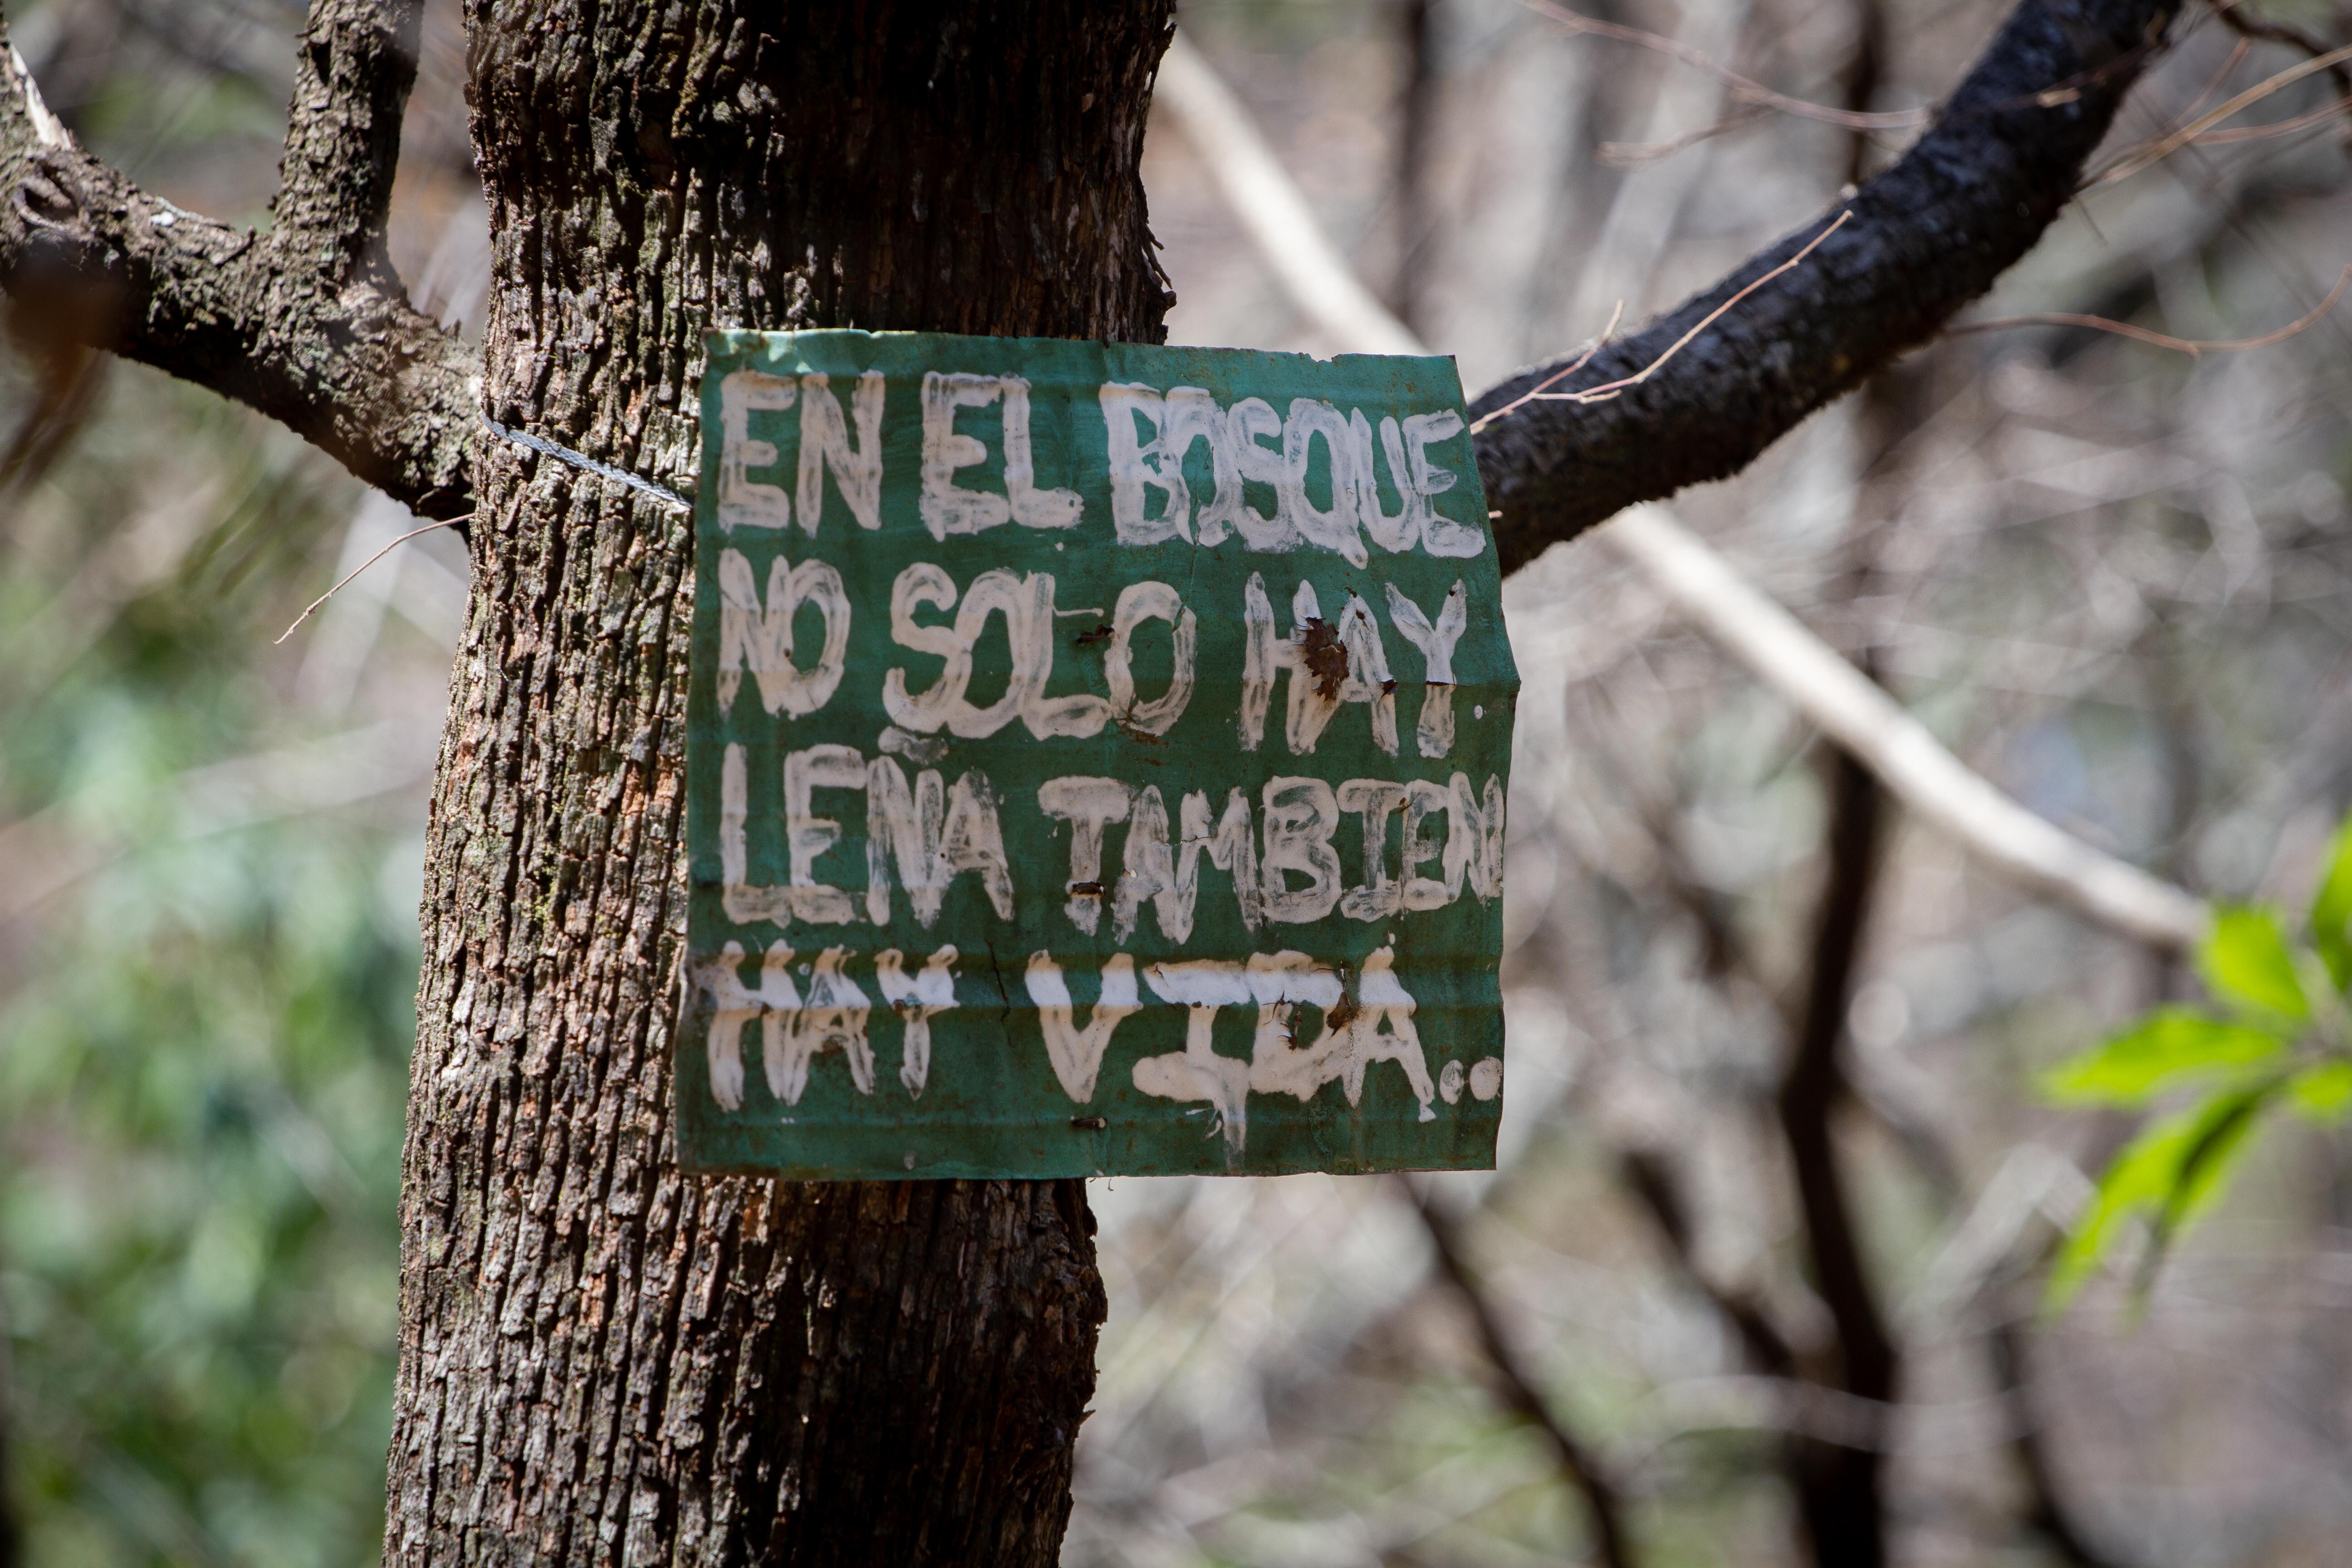 EN EL BOSQUE
NO SOLO HAY
LEÑA TAMBIEN
HAY VIDA..